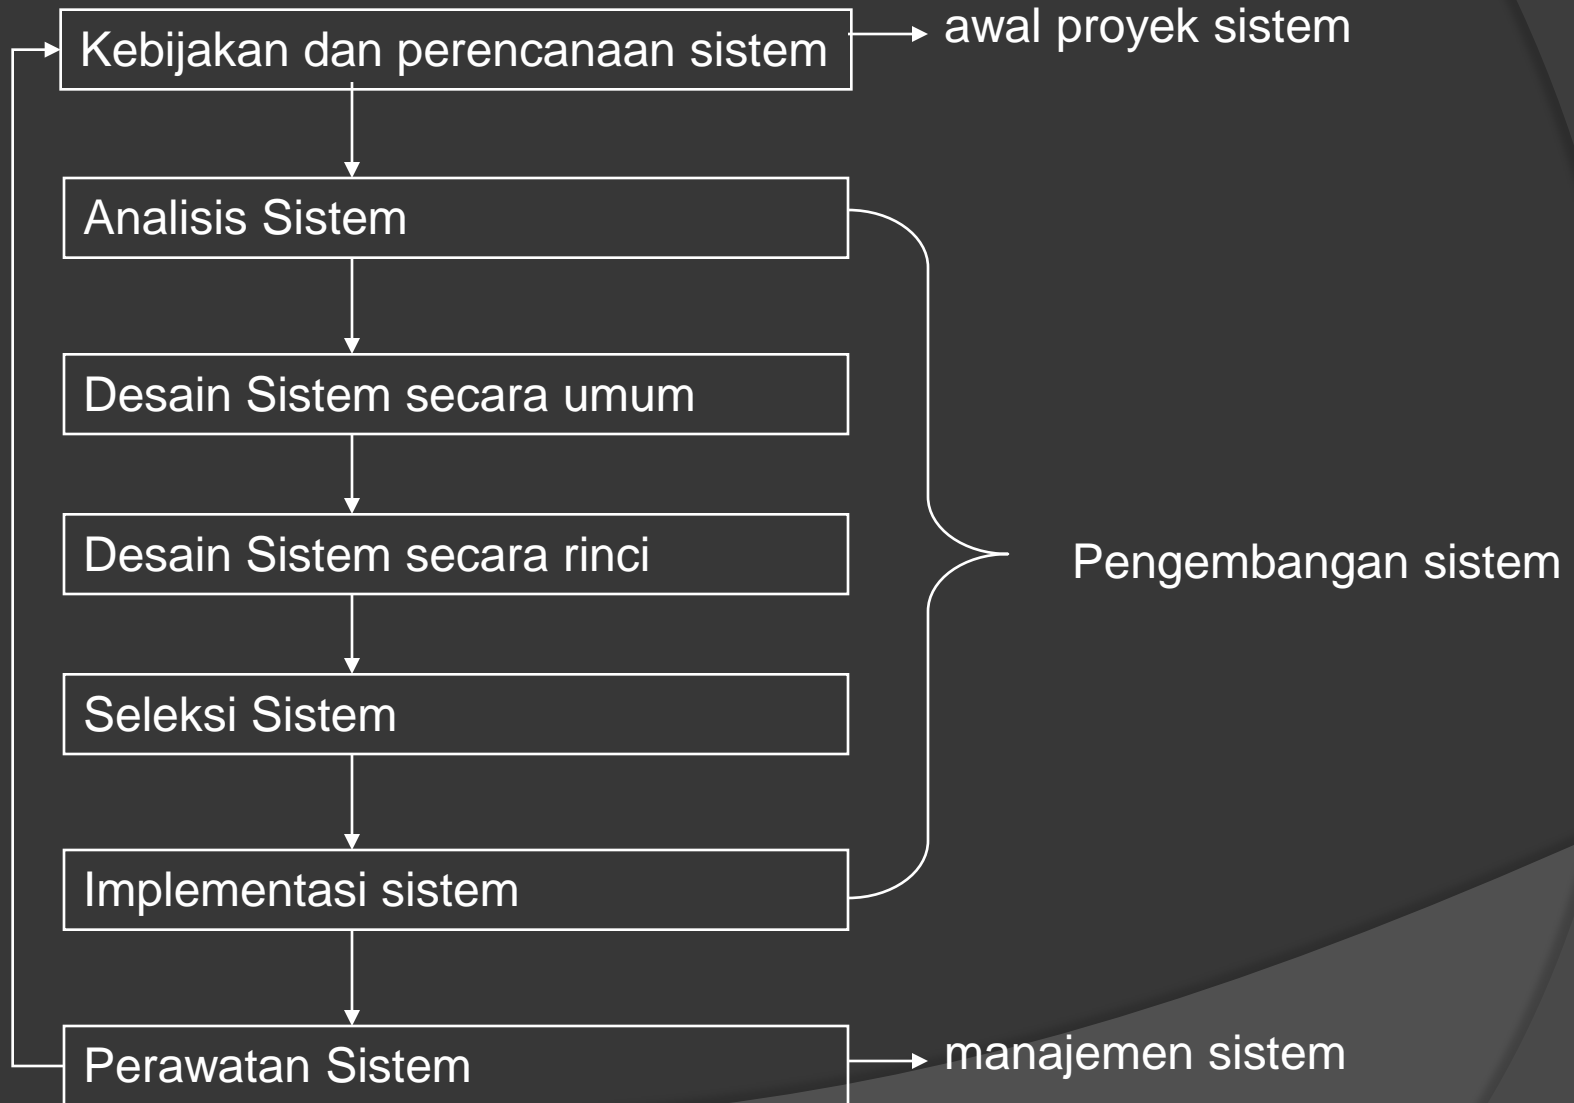 Kebijakan dan perencanaan sistem
awal proyek sistem
Analisis Sistem
Desain Sistem secara umum
Desain Sistem secara rinci
Pengembangan sistem
Seleksi Sistem
Implementasi sistem
Perawatan Sistem
manajemen sistem